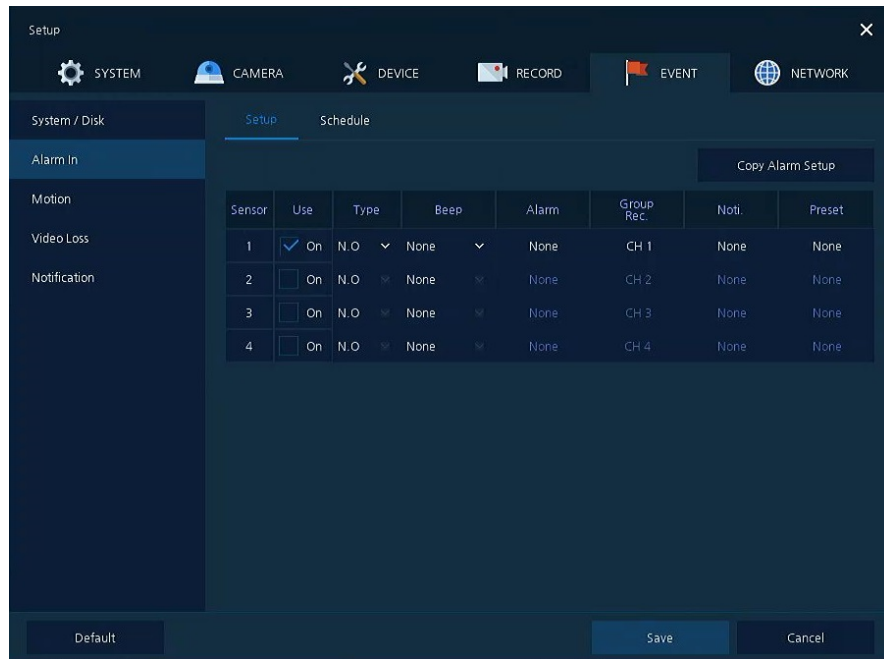 Setup
SYSTEM CAMERA DEVICE RECORD EVENT NETWORK
System / Disk
Alarm In
Motion
Video Loss
Notification
Setup Schedule
Copy Alarm Setup
Sensor Use Type Beep Alarm Group Rec. Noti. Preset
1 On N.O None None CH 1 None None
2 On N.O None None CH 2 None None
3 On N.O None None CH 3 None None
4 On N.O None None CH 4 None None
Default Save Cancel